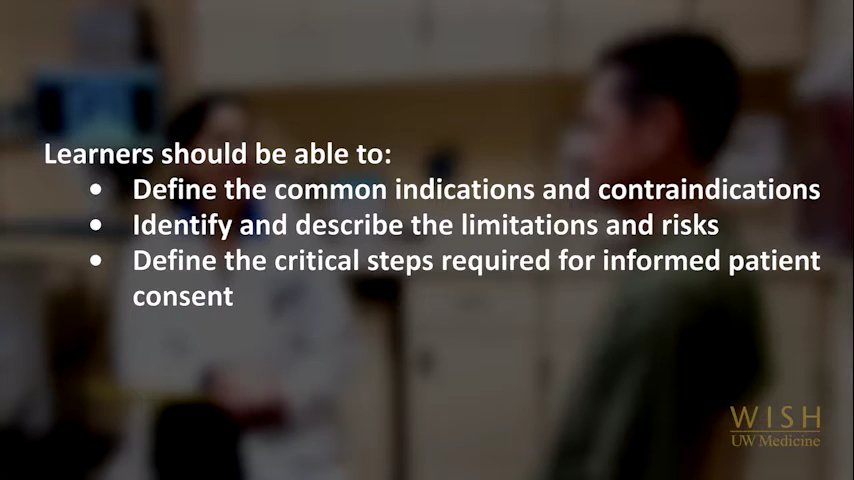 Learners should be able to:
• Define the common indications and contraindications
• Identify and describe the limitations and risks
• Define the critical steps required for informed patient
consent
WISH
UW Medicine